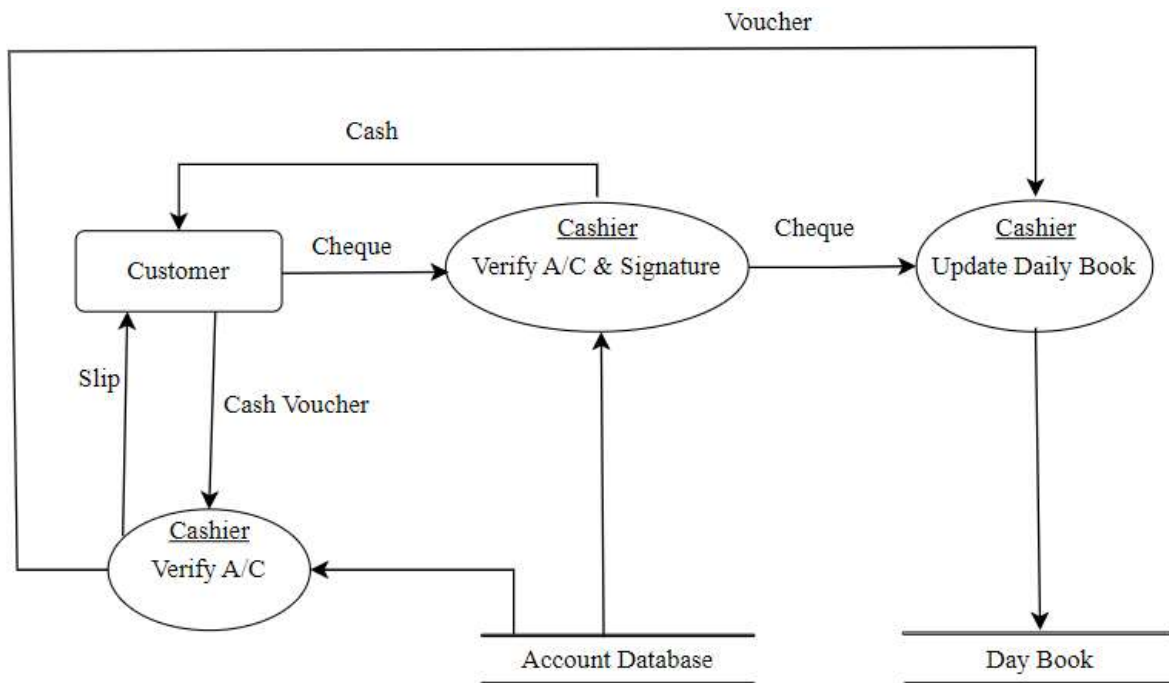 Voucher
Cash
Cashier
Verify A/C & Signature
Cashier
Update Daily Book
Customer
Cheque
Cheque
Slip
Cash Voucher
Cashier
Verify A/C
Account Database
Day Book